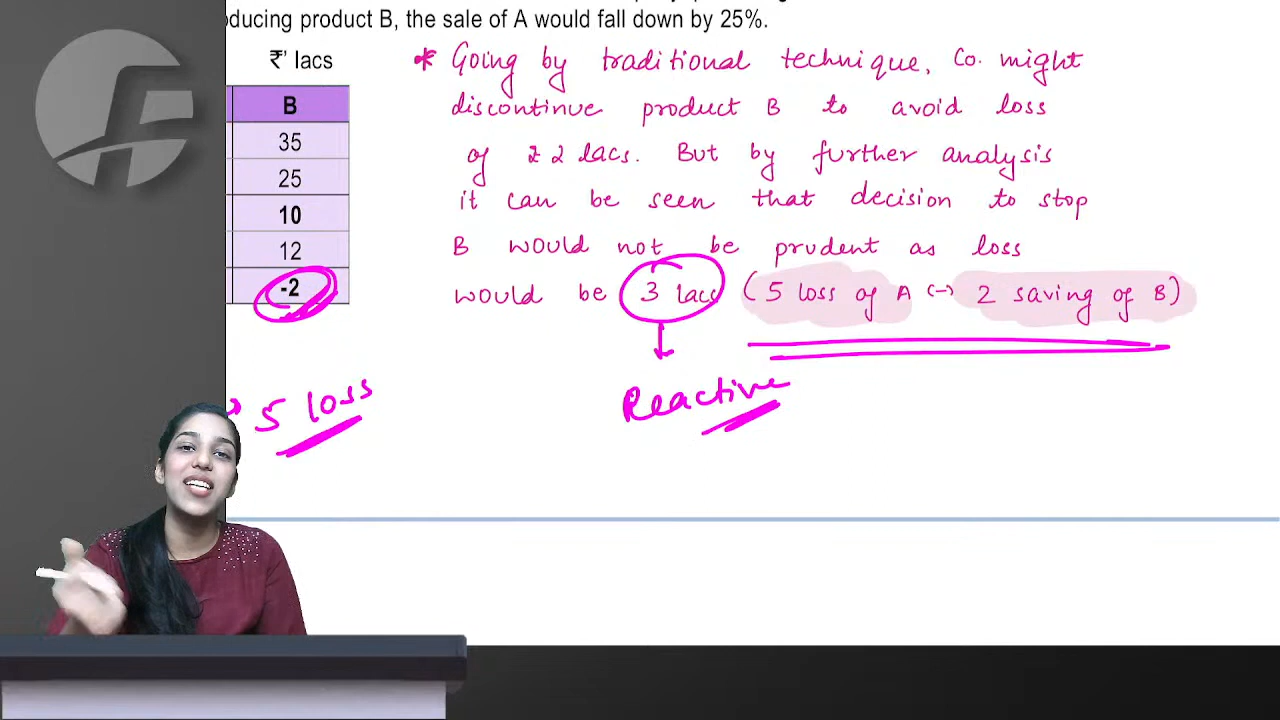 oducing product B, the sale of A would fall down by 25%.
₹' lacs
B
35
25
10
12
-2
* Going by traditional technique, Co. might
discontinue product B to avoid loss
of ₹ 2 lacs. But by further analysis
it can be seen that decision to stop
B would not be prudent as loss
would be 3 lacs (5 loss of A (-) 2 saving of B)
5 loss
Reactive